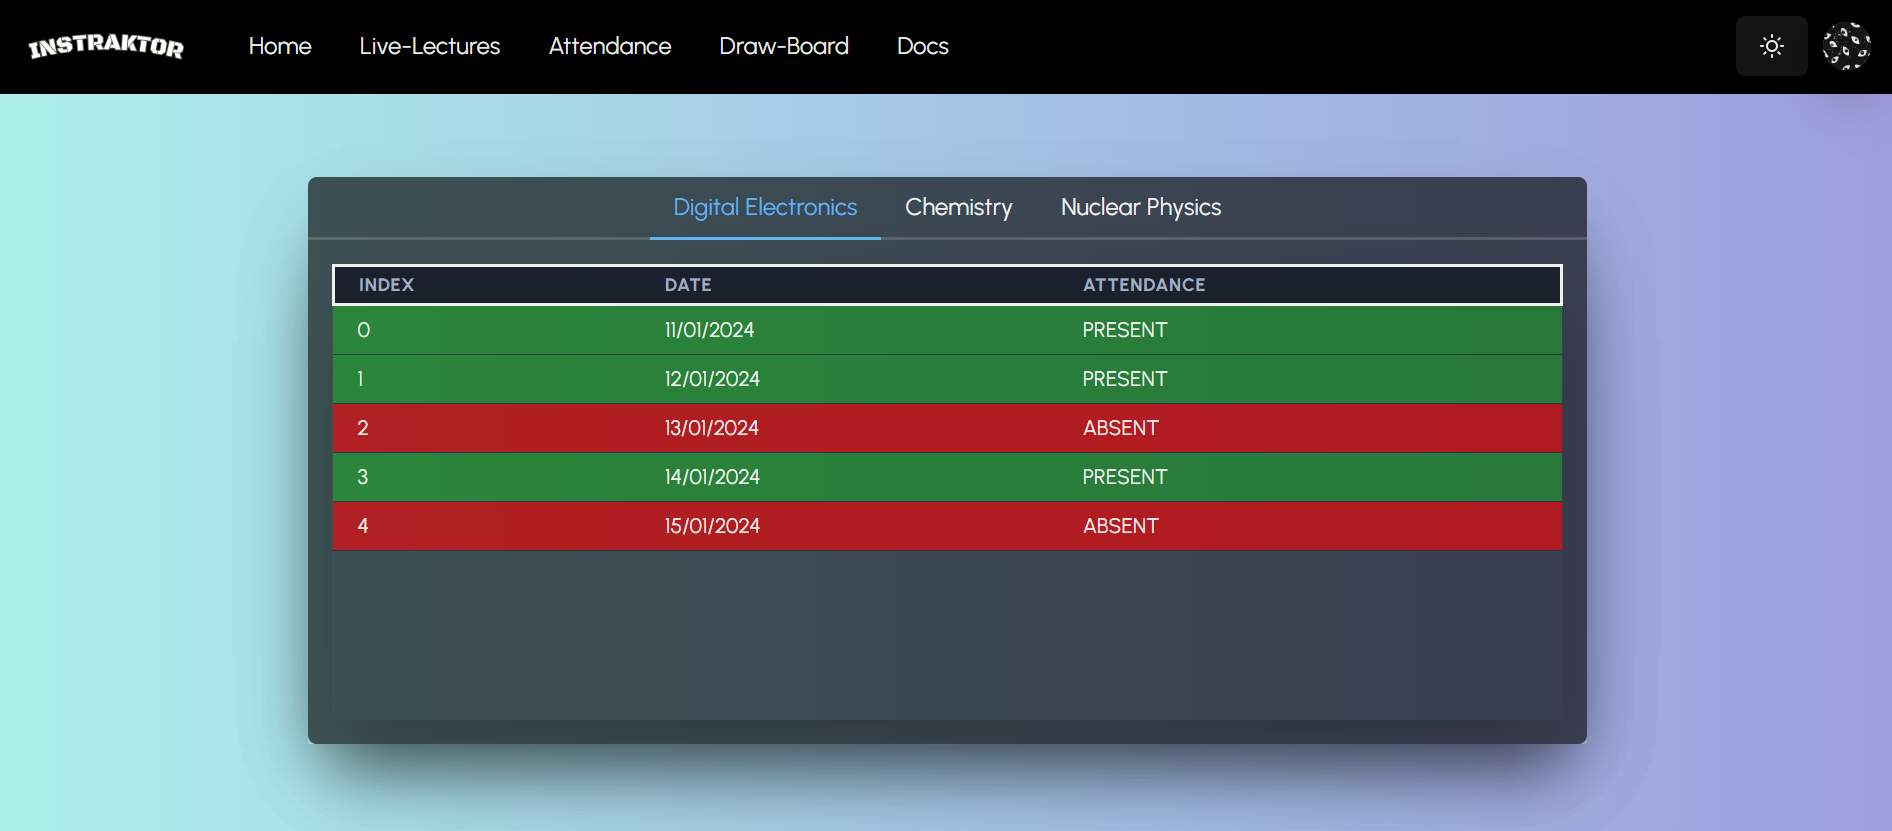 INSTRAKTOR Home Live-Lectures Attendance Draw-Board Docs
Digital Electronics Chemistry Nuclear Physics
INDEX DATE ATTENDANCE
0 11/01/2024 PRESENT
1 12/01/2024 PRESENT
2 13/01/2024 ABSENT
3 14/01/2024 PRESENT
4 15/01/2024 ABSENT